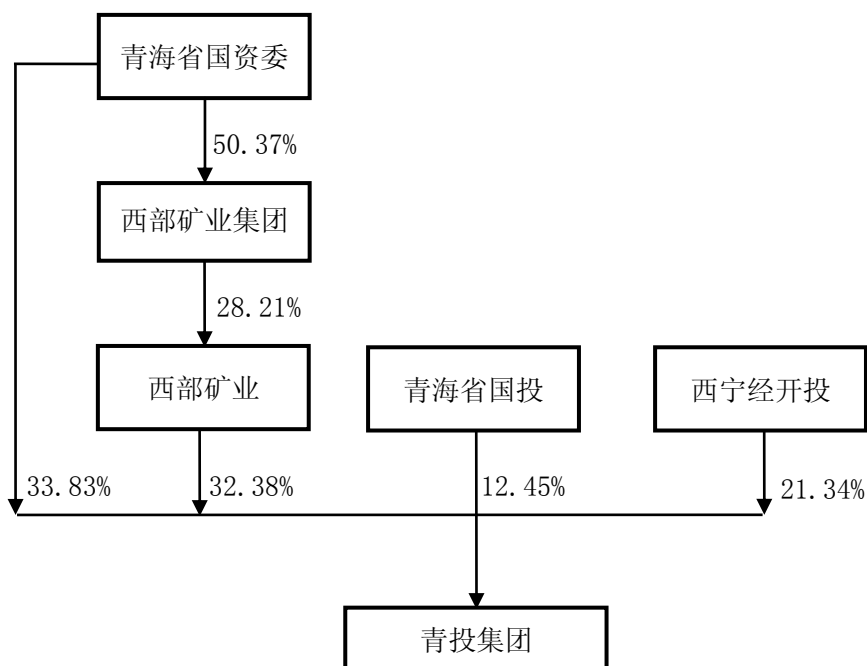 青海省国资委
50.37%
西部矿业集团
28.21%
西部矿业
青海省国投
西宁经开投
33.83%
32.38%
12.45%
21.34%
青投集团